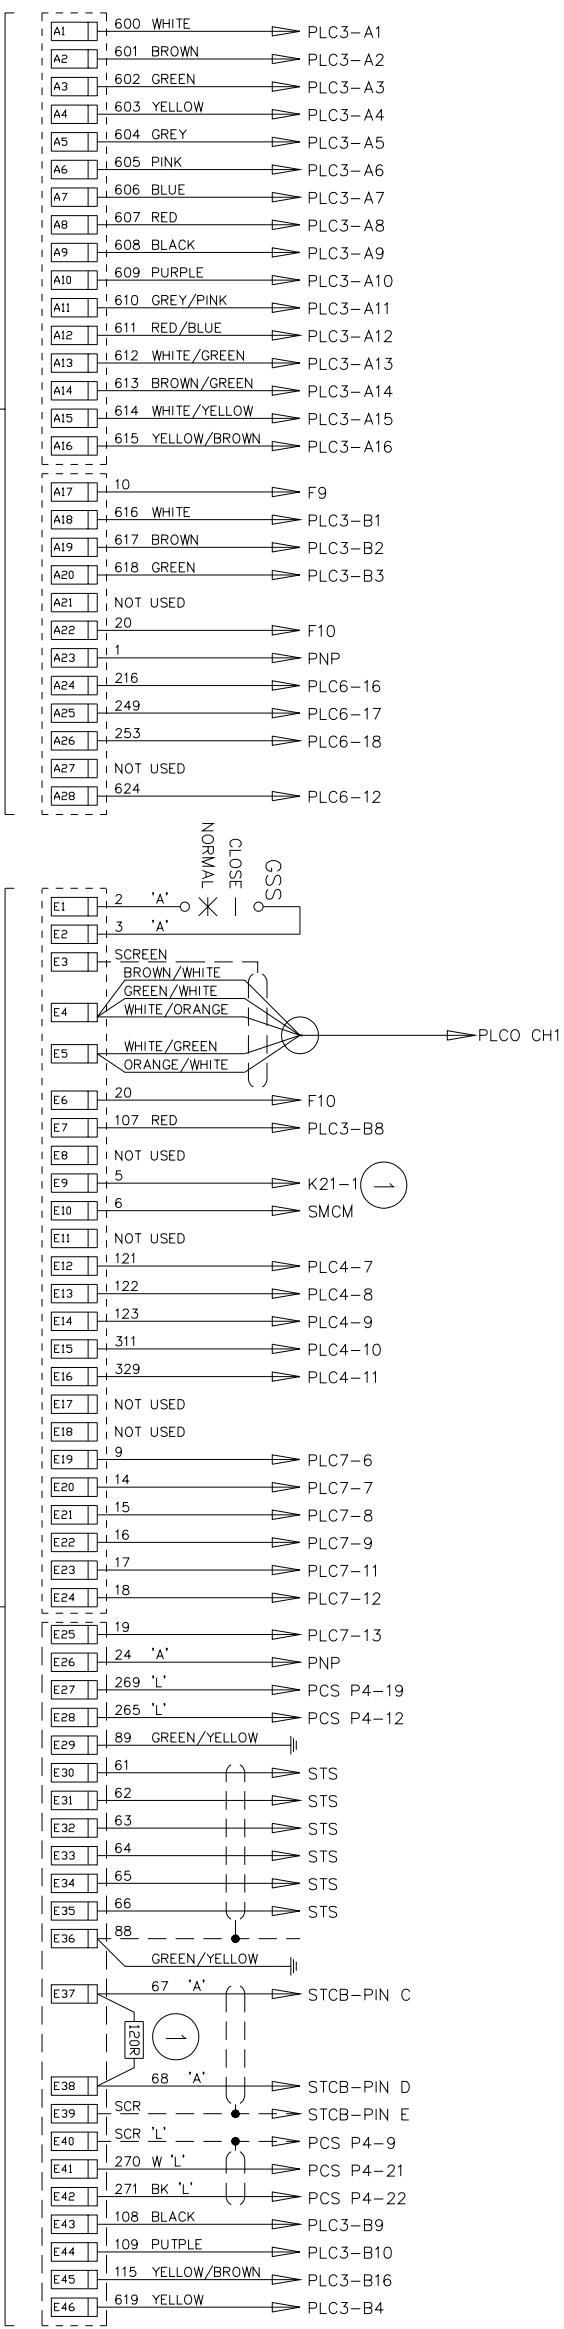 A1 600 WHITE PLC3-A1
A2 601 BROWN PLC3-A2
A3 602 GREEN PLC3-A3
A4 603 YELLOW PLC3-A4
A5 604 GREY PLC3-A5
A6 605 PINK PLC3-A6
A7 606 BLUE PLC3-A7
A8 607 RED PLC3-A8
A9 608 BLACK PLC3-A9
A10 609 PURPLE PLC3-A10
A11 610 GREY/PINK PLC3-A11
A12 611 RED/BLUE PLC3-A12
A13 612 WHITE/GREEN PLC3-A13
A14 613 BROWN/GREEN PLC3-A14
A15 614 WHITE/YELLOW PLC3-A15
A16 615 YELLOW/BROWN PLC3-A16
A17 10 F9
A18 616 WHITE PLC3-B1
A19 617 BROWN PLC3-B2
A20 618 GREEN PLC3-B3
A21 NOT USED
A22 20 F10
A23 1 PNP
A24 216 PLC6-16
A25 249 PLC6-17
A26 253 PLC6-18
A27 NOT USED
A28 624 PLC6-12
NORMAL
CLOSE
GSS
E1 2 'A'
E2 3 'A'
E3 SCREEN
BROWN/WHITE
GREEN/WHITE
E4 WHITE/ORANGE
PLCO CH1
E5 WHITE/GREEN
ORANGE/WHITE
E6 20 F10
E7 107 RED PLC3-B8
E8 NOT USED
E9 5 K21-1 1
E10 6 SMCM
E11 NOT USED
E12 121 PLC4-7
E13 122 PLC4-8
E14 123 PLC4-9
E15 311 PLC4-10
E16 329 PLC4-11
E17 NOT USED
E18 NOT USED
E19 9 PLC7-6
E20 14 PLC7-7
E21 15 PLC7-8
E22 16 PLC7-9
E23 17 PLC7-11
E24 18 PLC7-12
E25 19 PLC7-13
E26 24 'A' PNP
E27 269 'L' PCS P4-19
E28 265 'L' PCS P4-12
E29 89 GREEN/YELLOW
E30 61 STS
E31 62 STS
E32 63 STS
E33 64 STS
E34 65 STS
E35 66 STS
E36 88
GREEN/YELLOW
E37 67 'A' STCB-PIN C
120R 1
E38 68 'A' STCB-PIN D
E39 SCR STCB-PIN E
E40 SCR 'L' PCS P4-9
E41 270 W 'L' PCS P4-21
E42 271 BK 'L' PCS P4-22
E43 108 BLACK PLC3-B9
E44 109 PUTPLE PLC3-B10
E45 115 YELLOW/BROWN PLC3-B16
E46 619 YELLOW PLC3-B4